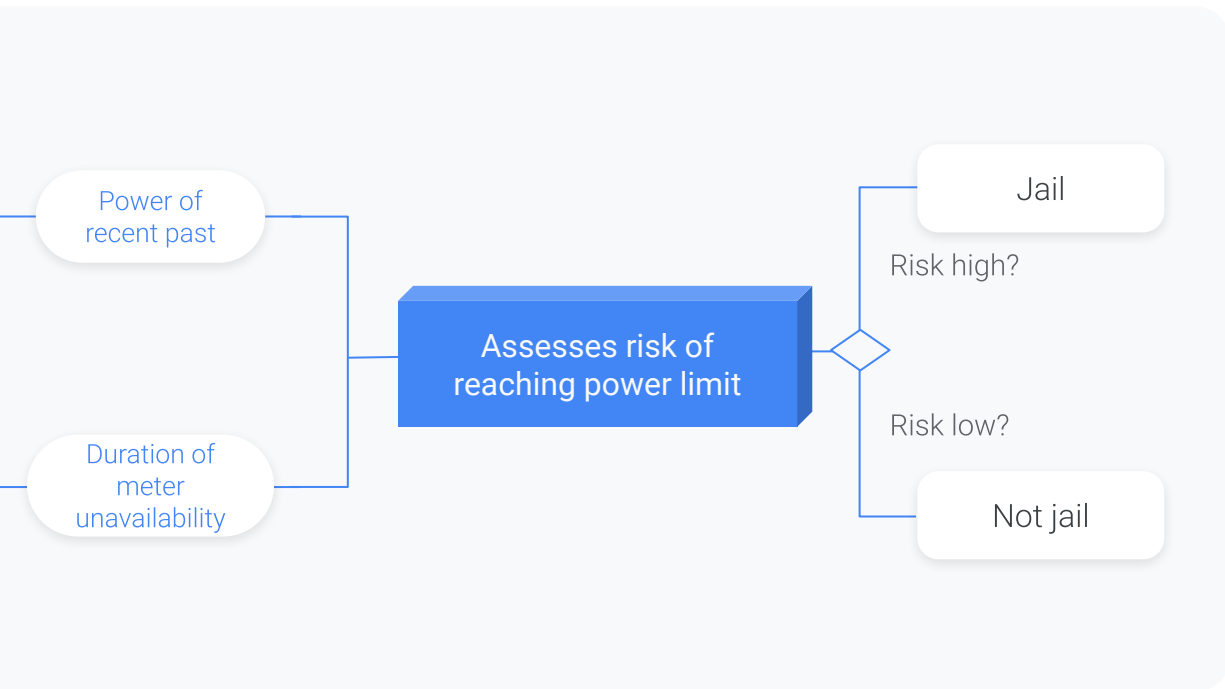 Power of
recent past
Duration of
meter
unavailability
Assesses risk of
reaching power limit
Jail
Risk high?
Risk low?
Not jail